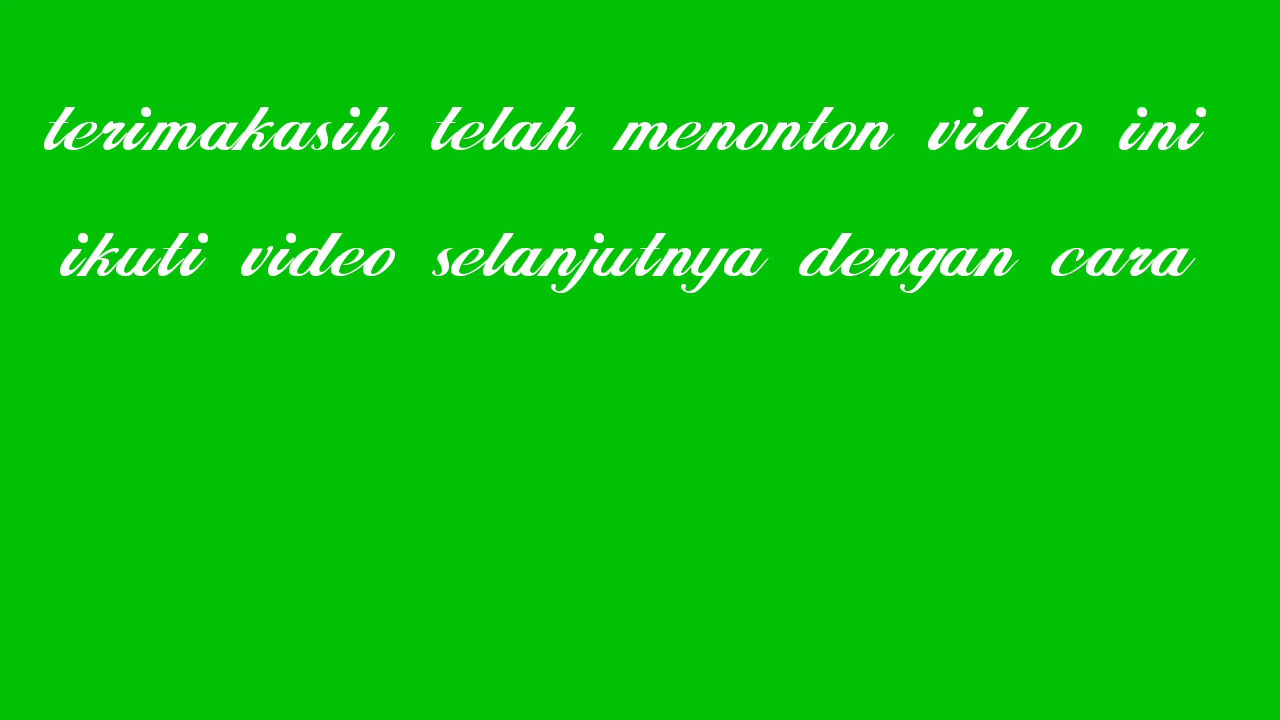 terimakasih telah menonton video ini
ikuti video selanjutnya dengan cara